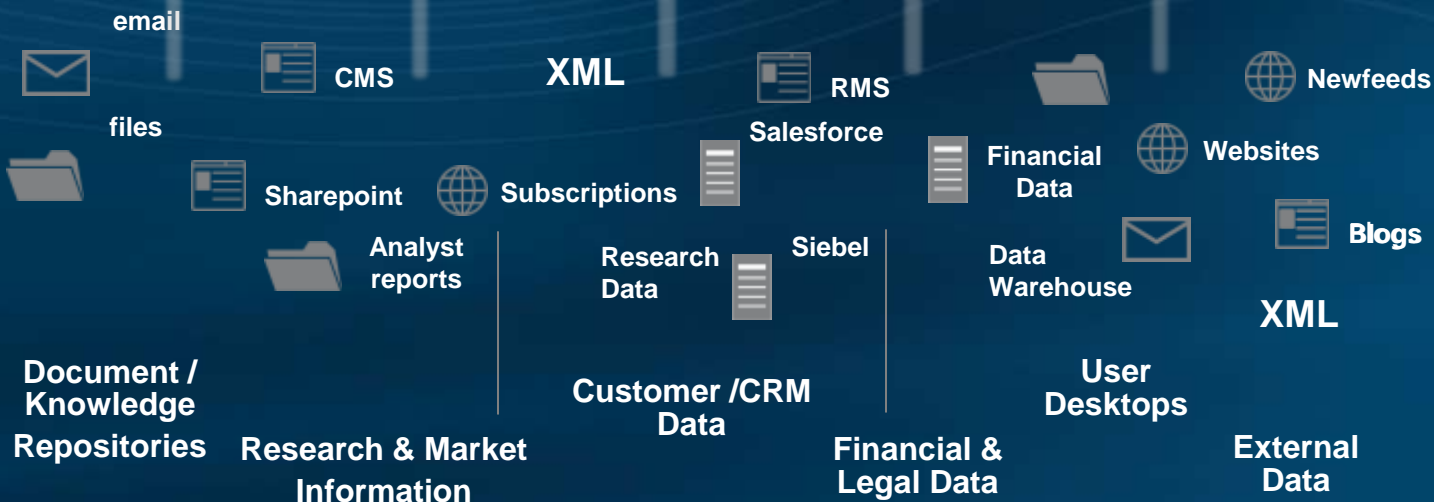 email
CMS
XML
RMS
Newfeeds
files
Salesforce
Financial
Data
Websites
Sharepoint
Subscriptions
Analyst
reports
Research
Data
Siebel
Data
Warehouse
Blogs
XML
Document /
Knowledge
Repositories
Research & Market
Information
Customer /CRM
Data
Financial &
Legal Data
User
Desktops
External
Data